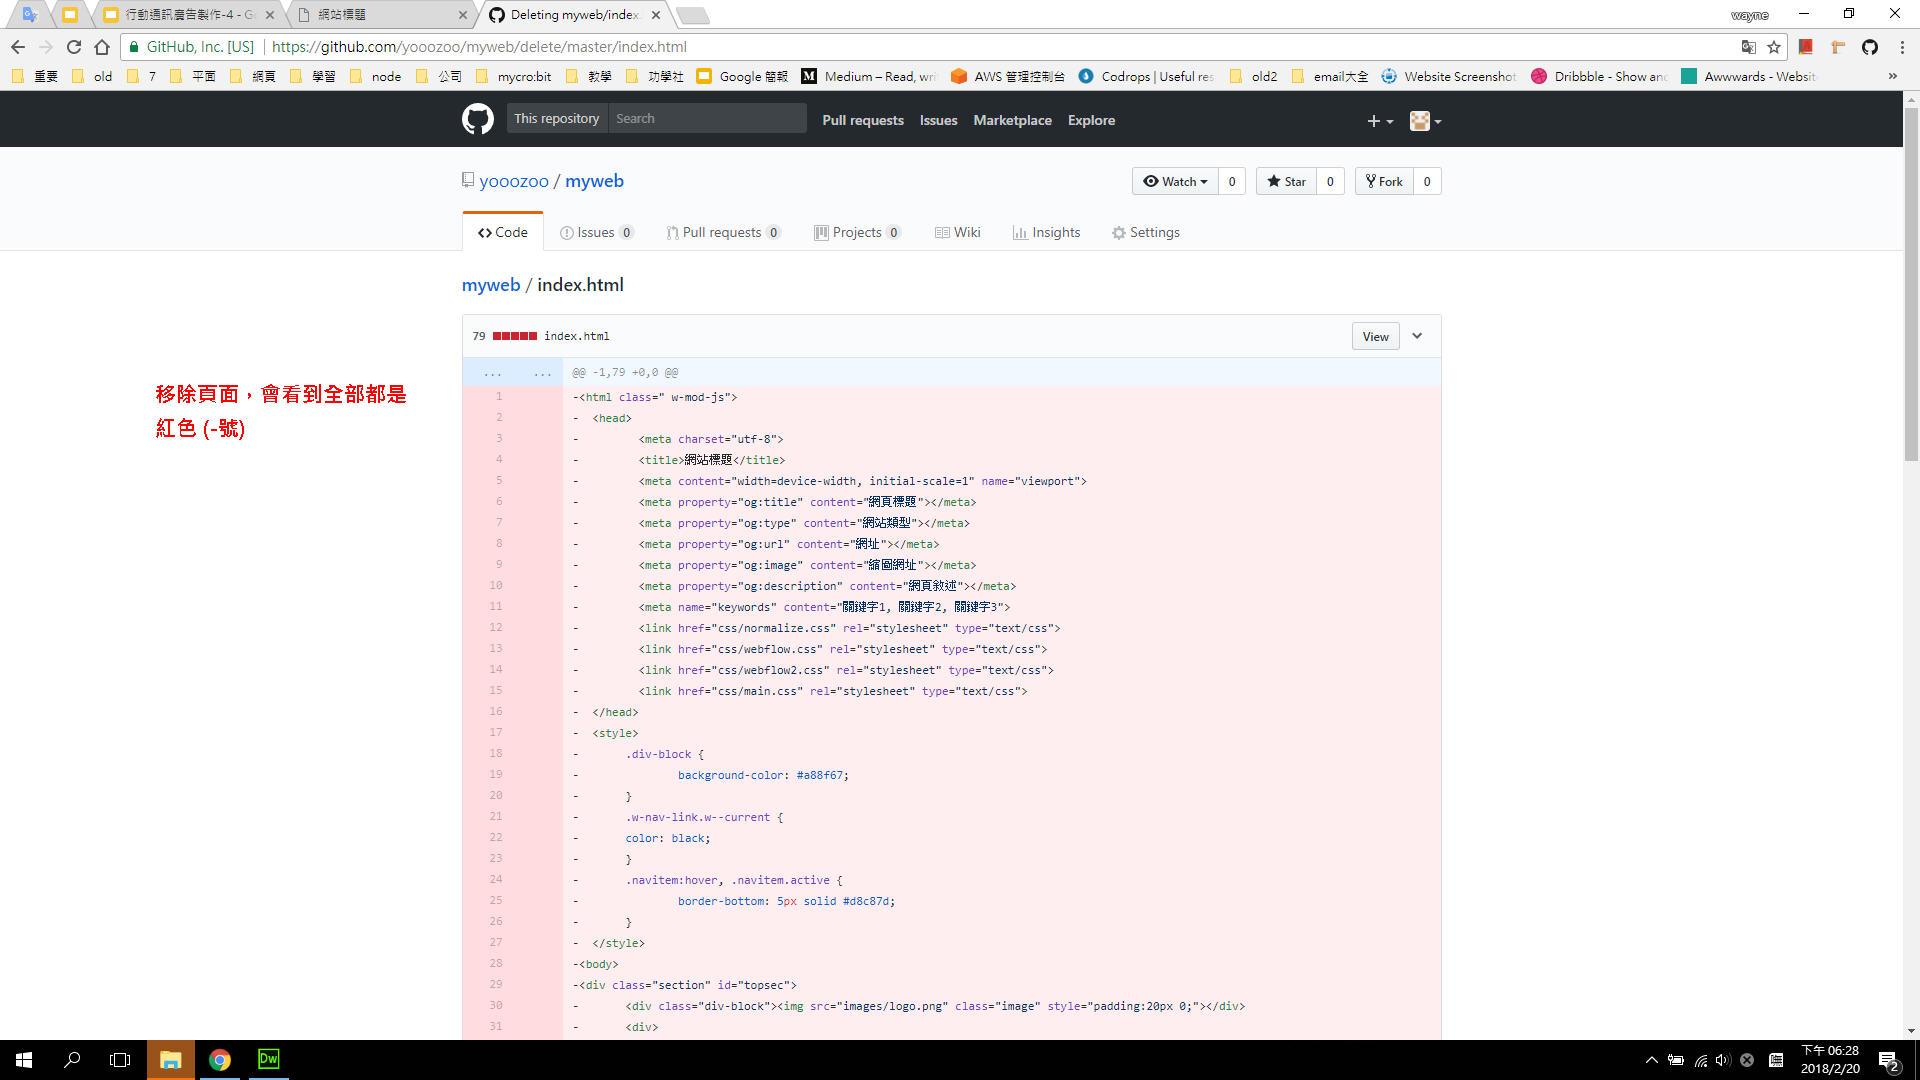 行動通訊廣告製作-4 - Go
網站標題
Deleting myweb/index.
wayne
GitHub, Inc. [US] | https://github.com/yooozoo/myweb/delete/master/index.html
重要 old 7 平面 網頁 學習 node 公司 mycro:bit 教學 功學社 Google 簡報 Medium – Read, wri AWS 管理控制台 Codrops | Useful res old2 email大全 Website Screenshot Dribbble - Show and Awwwards - Websit »
This repository Search Pull requests Issues Marketplace Explore
yooozoo / myweb
Watch 0 Star 0 Fork 0
Code Issues 0 Pull requests 0 Projects 0 Wiki Insights Settings
myweb / index.html
79 index.html View
... ... @@ -1,79 +0,0 @@
移除頁面，會看到全部都是
紅色 (-號)
1 -<html class=" w-mod-js">
2 - <head>
3 - <meta charset="utf-8">
4 - <title>網站標題</title>
5 - <meta content="width=device-width, initial-scale=1" name="viewport">
6 - <meta property="og:title" content="網頁標題"></meta>
7 - <meta property="og:type" content="網站類型"></meta>
8 - <meta property="og:url" content="網址"></meta>
9 - <meta property="og:image" content="縮圖網址"></meta>
10 - <meta property="og:description" content="網頁敘述"></meta>
11 - <meta name="keywords" content="關鍵字1, 關鍵字2, 關鍵字3">
12 - <link href="css/normalize.css" rel="stylesheet" type="text/css">
13 - <link href="css/webflow.css" rel="stylesheet" type="text/css">
14 - <link href="css/webflow2.css" rel="stylesheet" type="text/css">
15 - <link href="css/main.css" rel="stylesheet" type="text/css">
16 - </head>
17 - <style>
18 - .div-block {
19 - background-color: #a88f67;
20 - }
21 - .w-nav-link.w--current {
22 - color: black;
23 - }
24 - .navitem:hover, .navitem.active {
25 - border-bottom: 5px solid #d8c87d;
26 - }
27 - </style>
28 -<body>
29 -<div class="section" id="topsec">
30 - <div class="div-block"><img src="images/logo.png" class="image" style="padding:20px 0;"></div>
31 - <div>
Dw
下午 06:28
2018/2/20
2